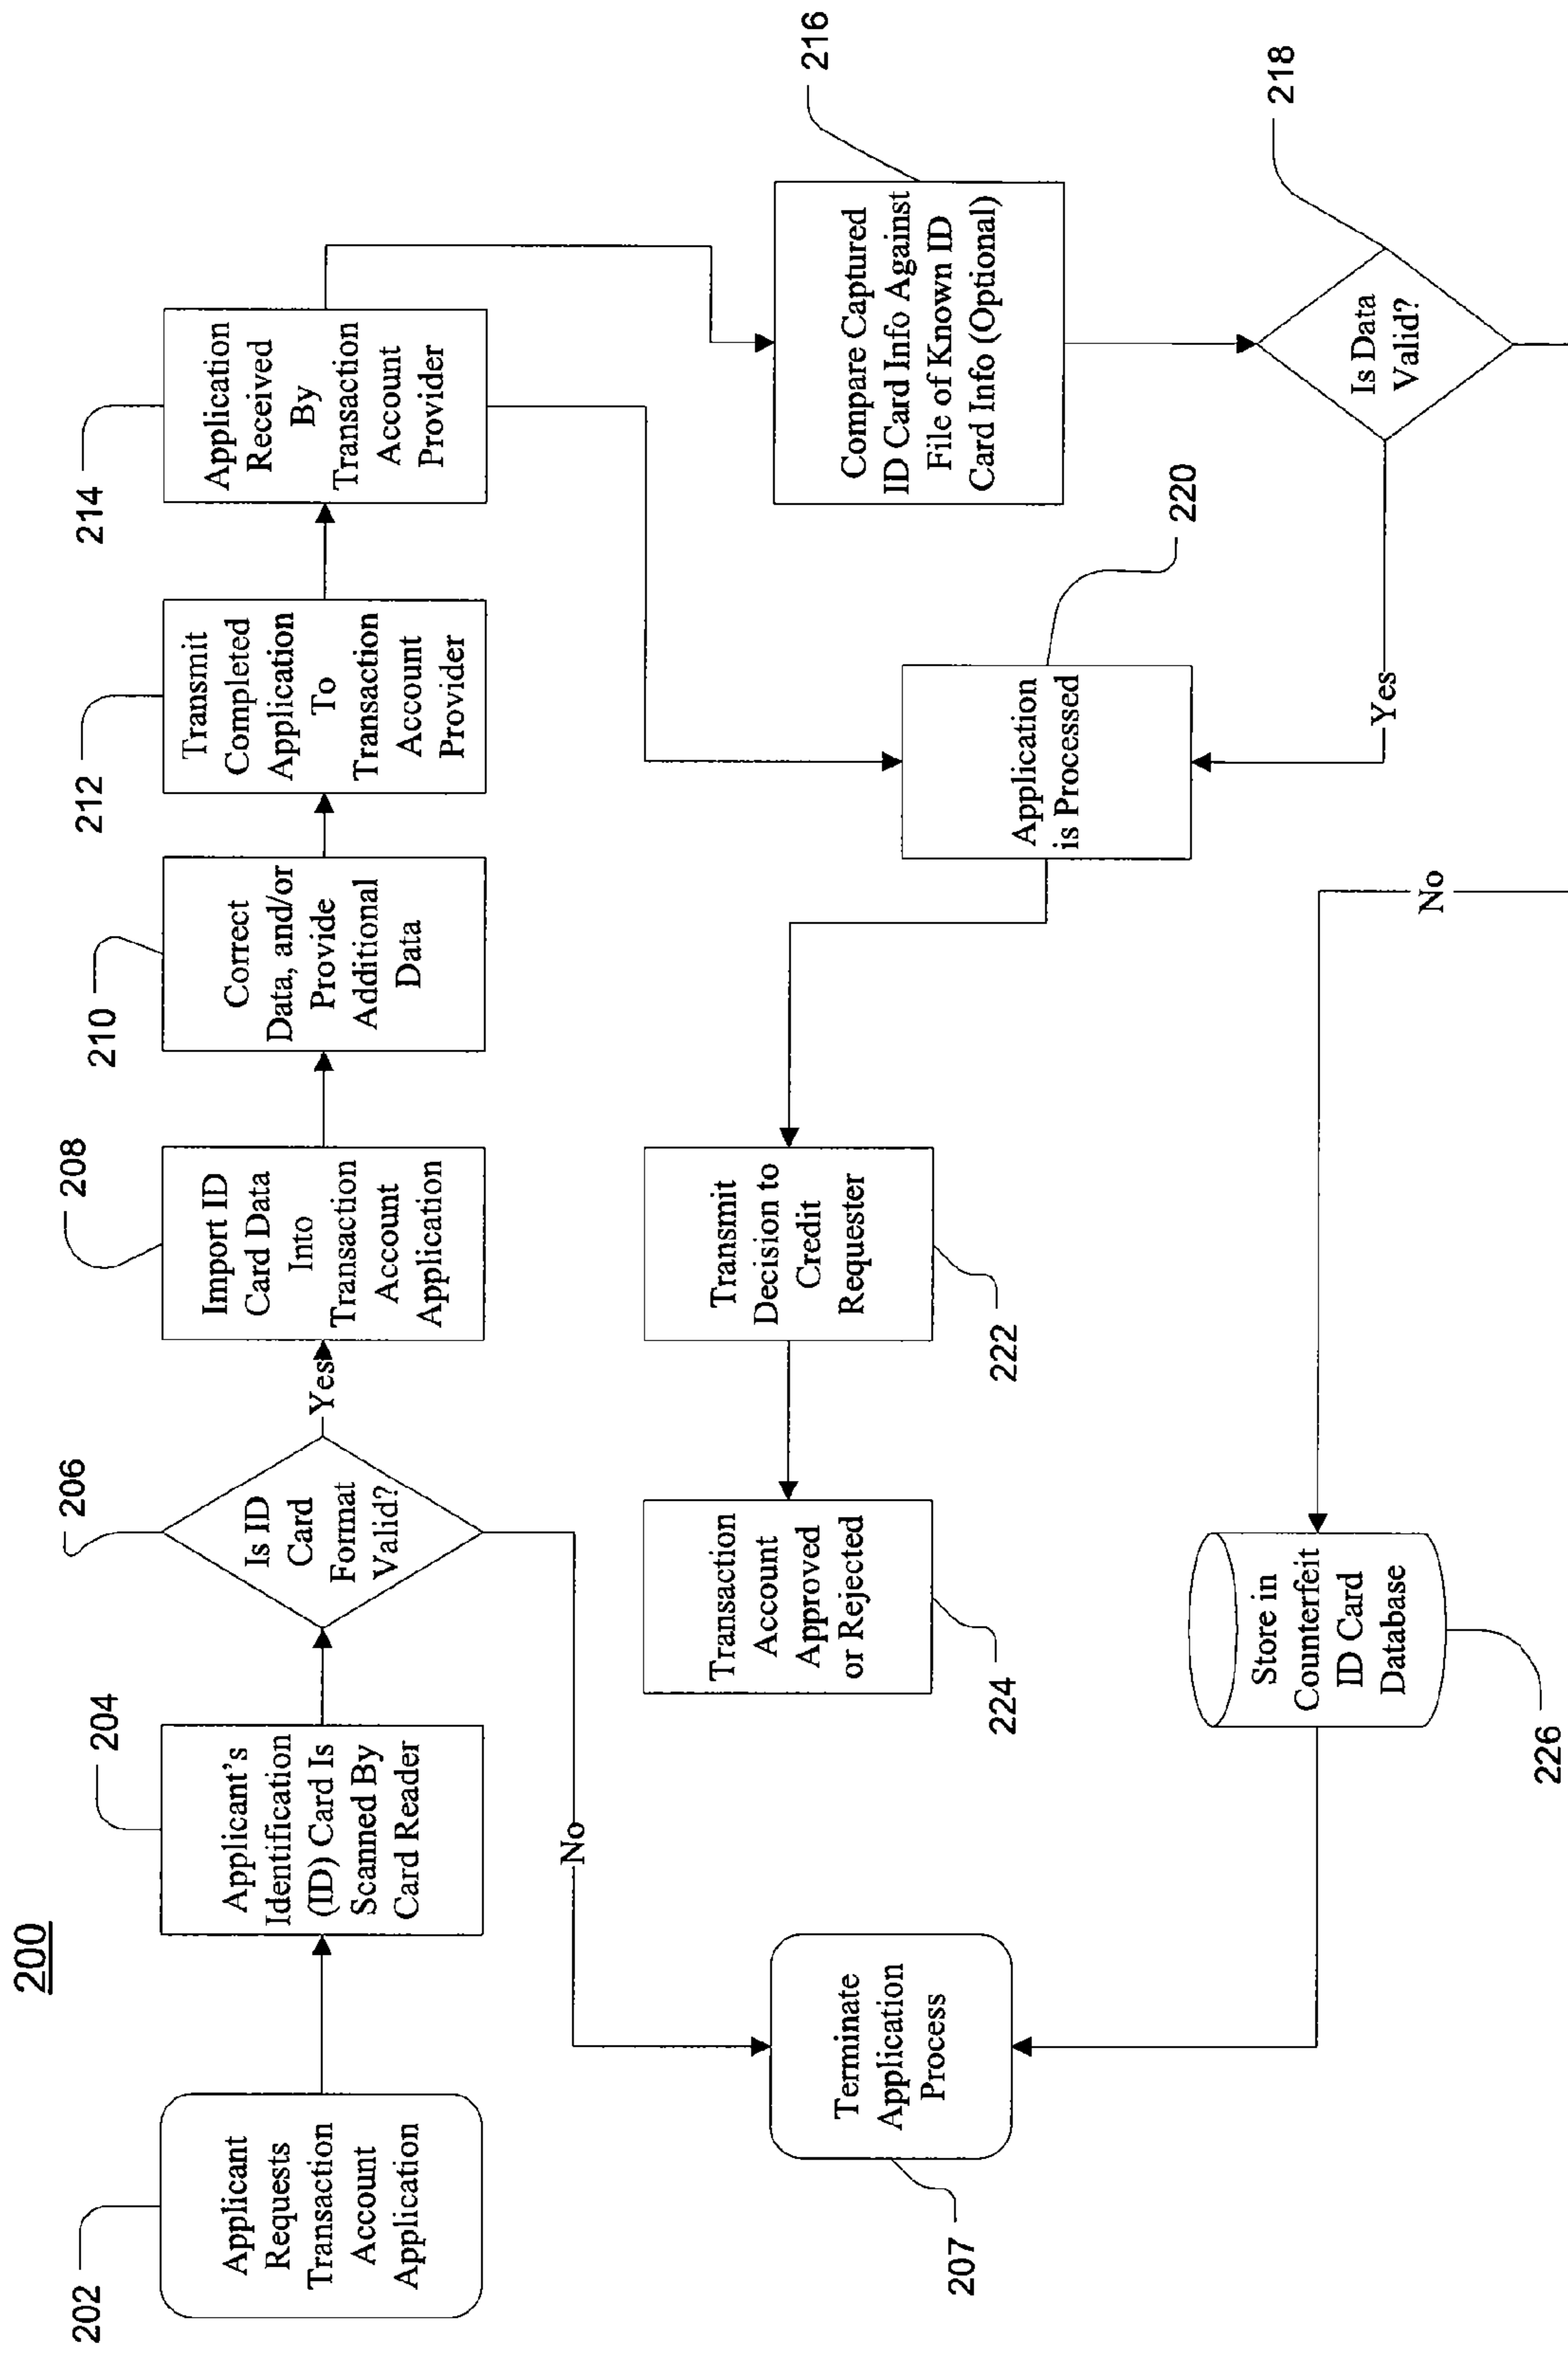 200
202
Applicant
Requests
Transaction
Account
Application
204
Applicant's
Identification
(ID) Card Is
Scanned By
Card Reader
206
Is ID
Card
Format
Valid?
Yes
No
208
Import ID
Card Data
Into
Transaction
Account
Application
210
Correct
Data, and/or
Provide
Additional
Data
212
Transmit
Completed
Application
To
Transaction
Account
Provider
214
Application
Received
By
Transaction
Account
Provider
207
Terminate
Application
Process
224
Transaction
Account
Approved
or Rejected
222
Transmit
Decision to
Credit
Requester
220
Application
is Processed
216
Compare Captured
ID Card Info Against
File of Known ID
Card Info (Optional)
218
Is Data
Valid?
Yes
No
226
Store in
Counterfeit
ID Card
Database